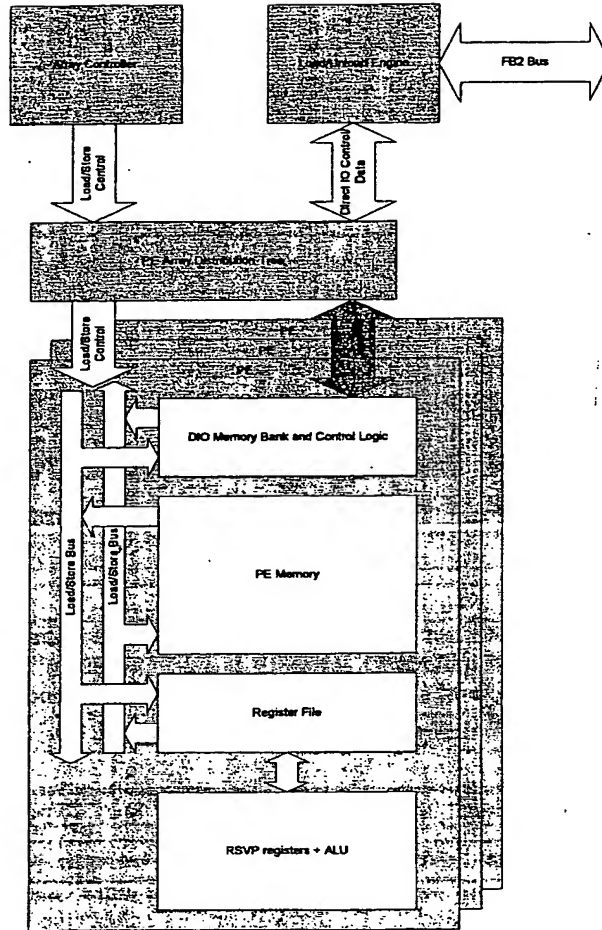 Array Controller
Load/Unload Engine
FB2 Bus
Load/Store
Control
Direct IO Control/
Data
PE Array Distribution Tree
Load/Store
Control
PE
PE
PE
DIO Memory Bank and Control Logic
Load/Store Bus
Load/Store Bus
PE Memory
Register File
RSVP registers + ALU